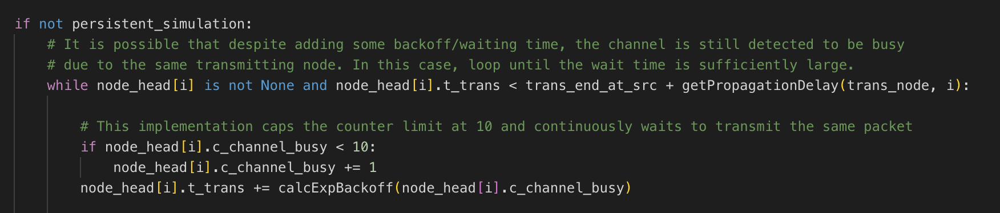 if not persistent_simulation:
# It is possible that despite adding some backoff/waiting time, the channel is still detected to be busy
# due to the same transmitting node. In this case, loop until the wait time is sufficiently large.
while node_head[i] is not None and node_head[i].t_trans < trans_end_at_src + getPropagationDelay(trans_node, i):
# This implementation caps the counter limit at 10 and continuously waits to transmit the same packet
if node_head[i].c_channel_busy < 10:
node_head[i].c_channel_busy += 1
node_head[i].t_trans += calcExpBackoff(node_head[i].c_channel_busy)